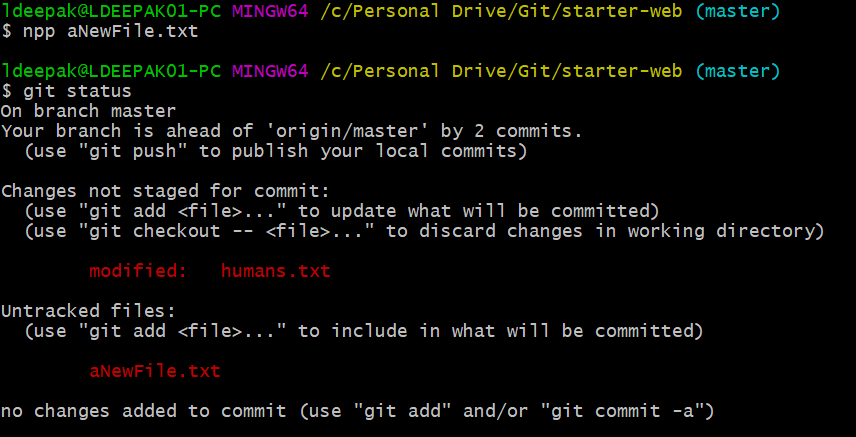 ldeepak@LDEEPAK01-PC MINGW64 /c/Personal Drive/Git/starter-web (master)
$ npp aNewFile.txt
ldeepak@LDEEPAK01-PC MINGW64 /c/Personal Drive/Git/starter-web (master)
$ git status
On branch master
Your branch is ahead of 'origin/master' by 2 commits.
(use "git push" to publish your local commits)
Changes not staged for commit:
(use "git add <file>..." to update what will be committed)
(use "git checkout -- <file>..." to discard changes in working directory)
modified:   humans.txt
Untracked files:
(use "git add <file>..." to include in what will be committed)
aNewFile.txt
no changes added to commit (use "git add" and/or "git commit -a")